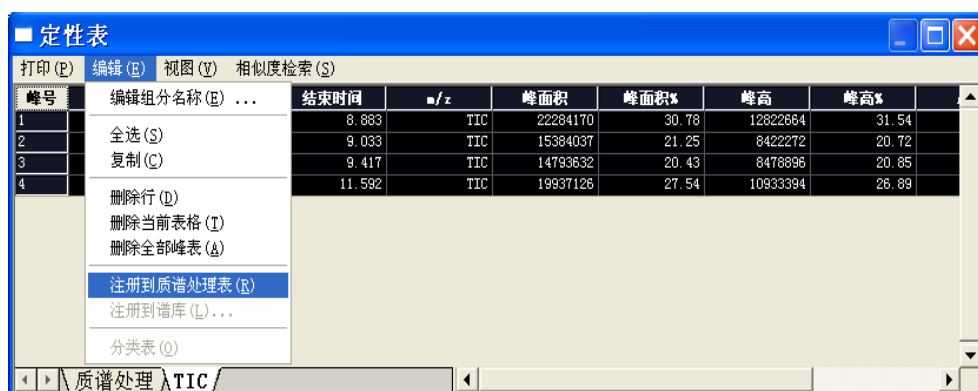 定性表
打印(P) 编辑(E) 视图(V) 相似度检索(S)
峰号 结束时间 m/z 峰面积 峰面积% 峰高 峰高%
1 8.883 TIC 22284170 30.78 12822664 31.54
2 9.033 TIC 15384037 21.25 8422272 20.72
3 9.417 TIC 14793632 20.43 8478896 20.85
4 11.592 TIC 19937126 27.54 10933394 26.89
编辑组分名称(E) ...
全选(S)
复制(C)
删除行(D)
删除当前表格(T)
删除全部峰表(A)
注册到质谱处理表(R)
注册到谱库(L)...
分类表(O)
质谱处理 TIC